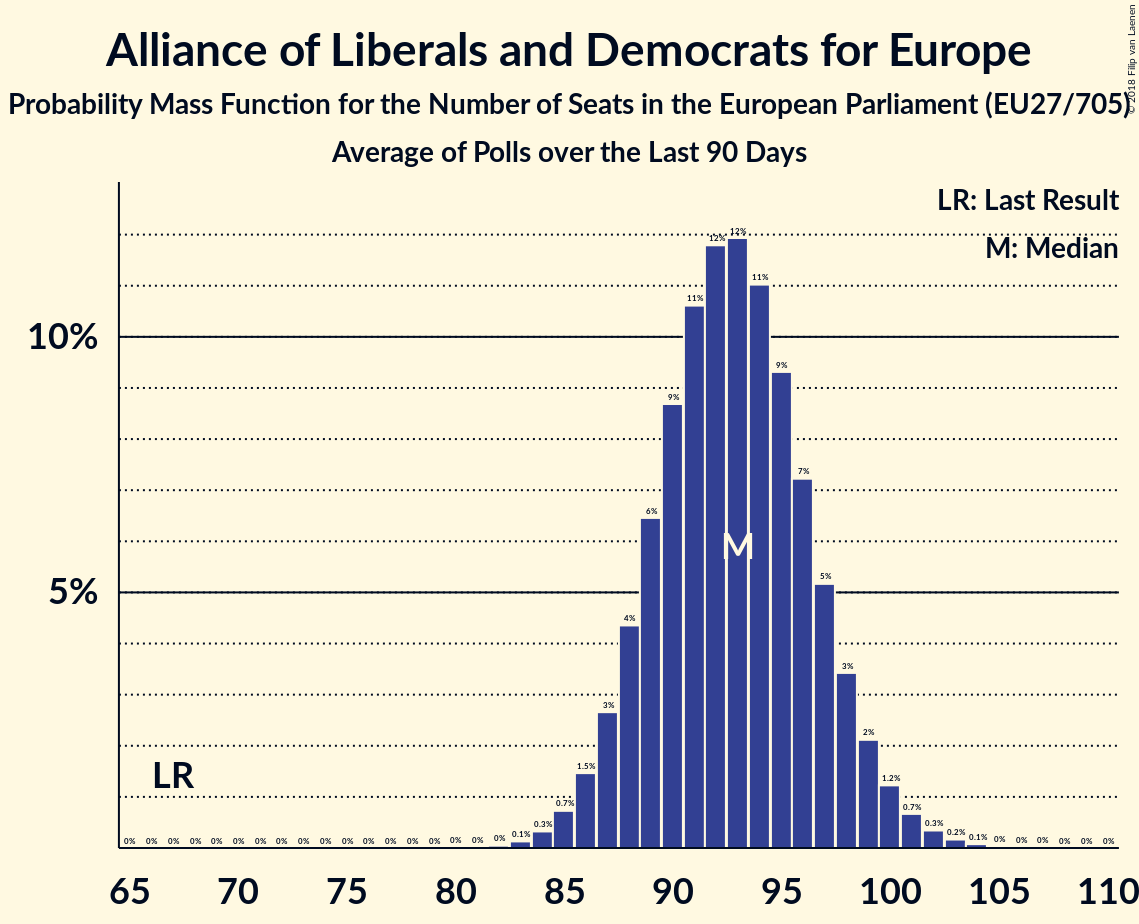 Alliance of Liberals and Democrats for Europe
Probability Mass Function for the Number of Seats in the European Parliament (EU27/705)
Average of Polls over the Last 90 Days
© 2018 Filip van Laenen
LR: Last Result
M: Median
10%
5%
LR
M
0% 0% 0% 0% 0% 0% 0% 0% 0% 0% 0% 0% 0% 0% 0% 0% 0% 0% 0.1% 0.3% 0.7% 1.5% 3% 4% 6% 9% 11% 12% 12% 11% 9% 7% 5% 3% 2% 1.2% 0.7% 0.3% 0.2% 0.1% 0% 0% 0% 0% 0% 0%
65 70 75 80 85 90 95 100 105 110